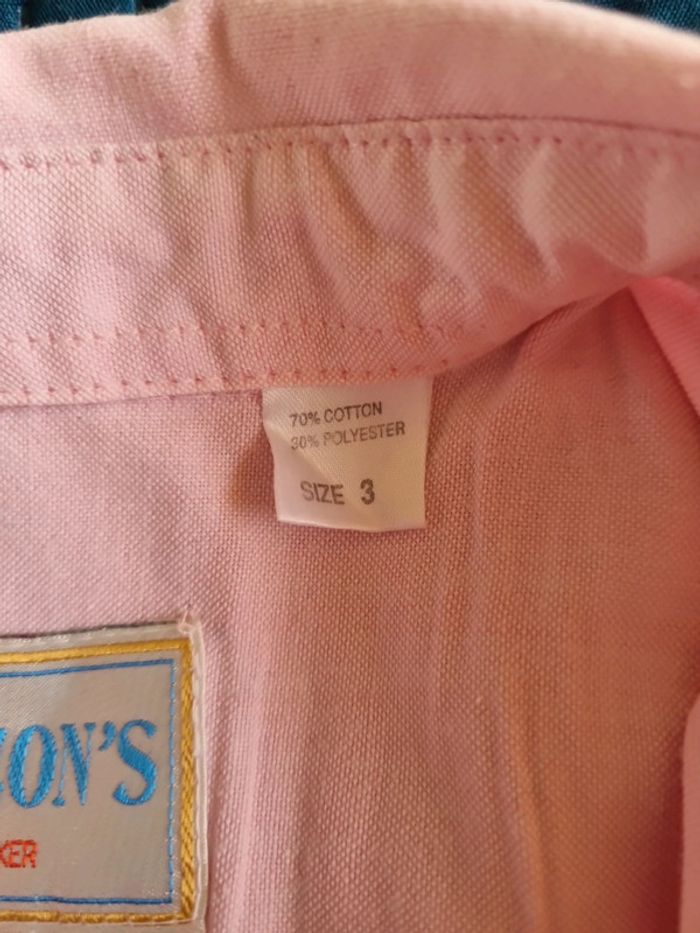 70% COTTON
30% POLYESTER
SIZE 3
ON'S
KER